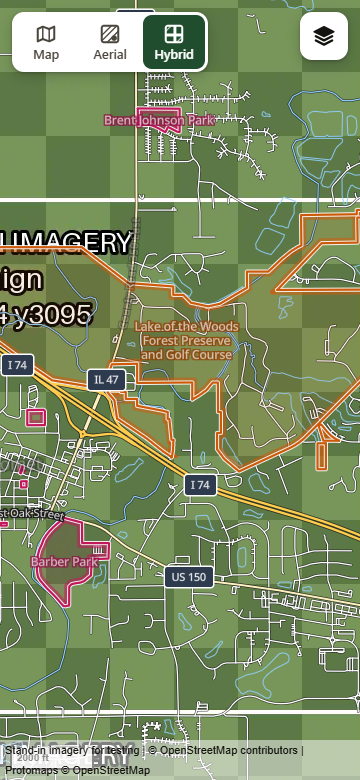 Map
Aerial
Hybrid
Brent Johnson Park
IMAGERY
ign
y3095
Lake of the Woods
Forest Preserve
and Golf Course
I 74
IL 47
I 74
st Oak Street
Barber Park
US 150
2000 ft
Stand-in imagery for testing | © OpenStreetMap contributors |
Protomaps © OpenStreetMap